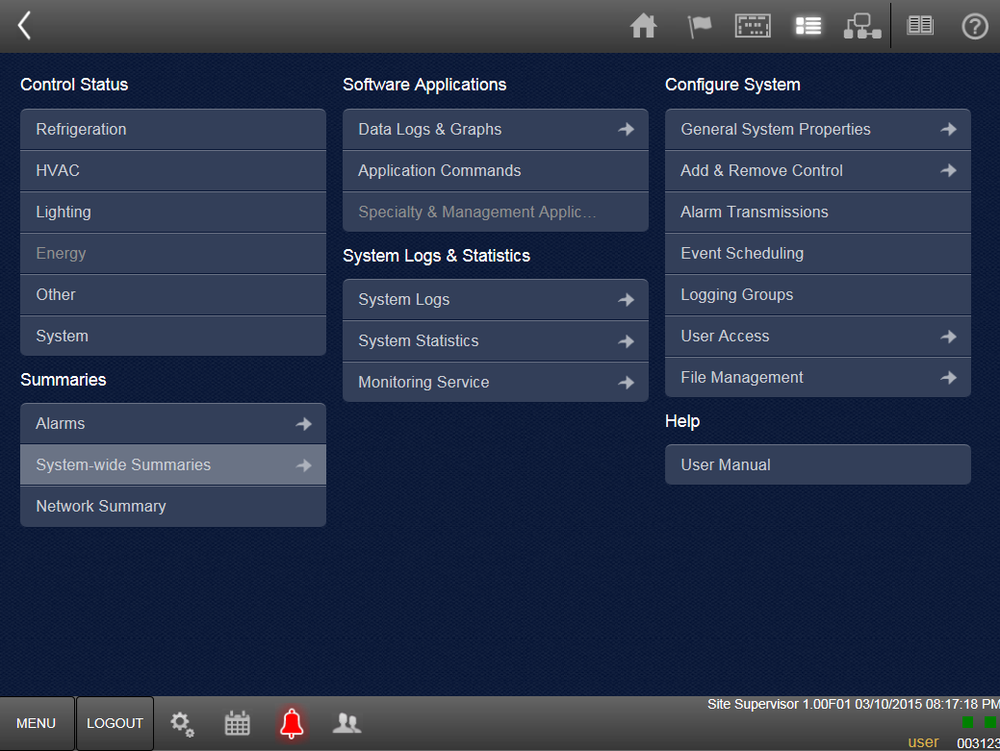 Control Status
Refrigeration
HVAC
Lighting
Energy
Other
System
Summaries
Alarms
System-wide Summaries
Network Summary
Software Applications
Data Logs & Graphs
Application Commands
Specialty & Management Applic...
System Logs & Statistics
System Logs
System Statistics
Monitoring Service
Configure System
General System Properties
Add & Remove Control
Alarm Transmissions
Event Scheduling
Logging Groups
User Access
File Management
Help
User Manual
MENU
LOGOUT
Site Supervisor 1.00F01 03/10/2015 08:17:18 PM
user 003123